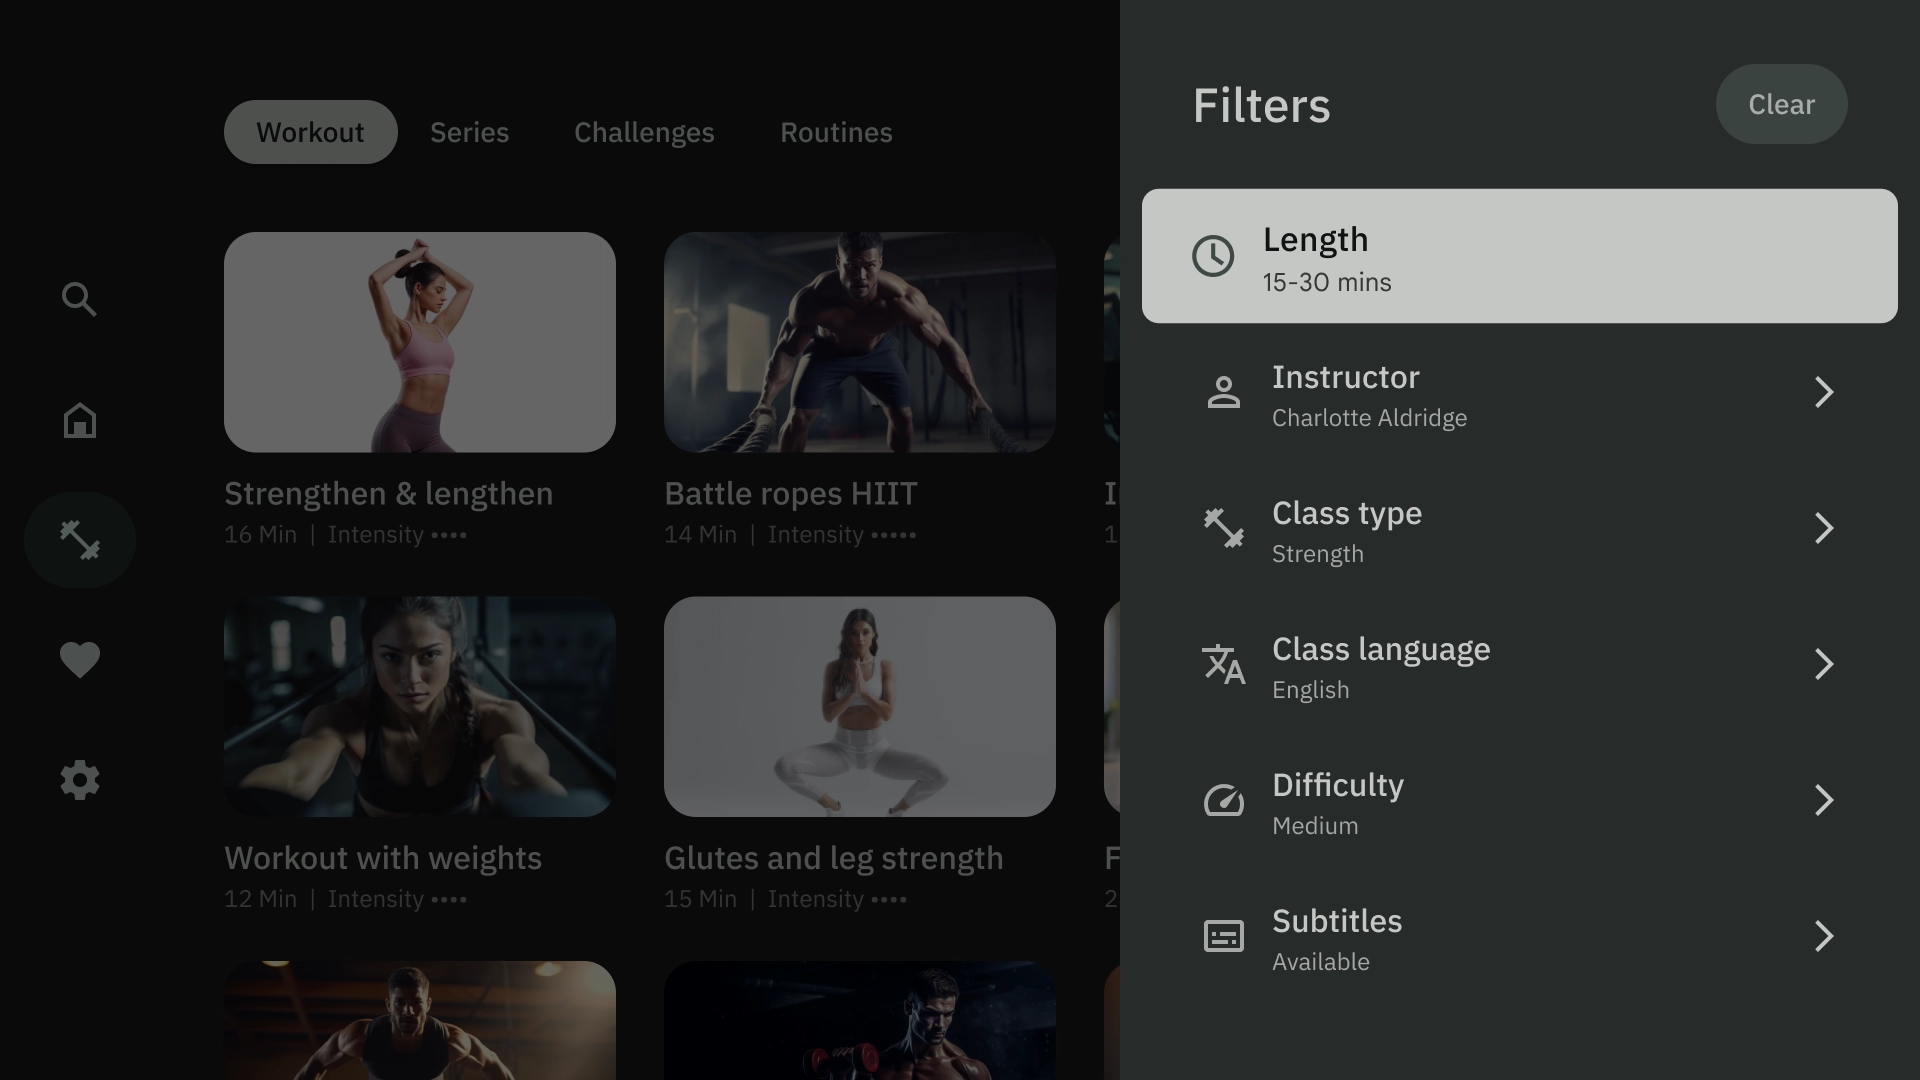 Workout
Series
Challenges
Routines
Strengthen & lengthen
16 Min | Intensity ••••
Battle ropes HIIT
14 Min | Intensity •••••
Workout with weights
12 Min | Intensity ••••
Glutes and leg strength
15 Min | Intensity ••••
Filters
Clear
Length
15-30 mins
Instructor
Charlotte Aldridge
Class type
Strength
Class language
English
Difficulty
Medium
Subtitles
Available